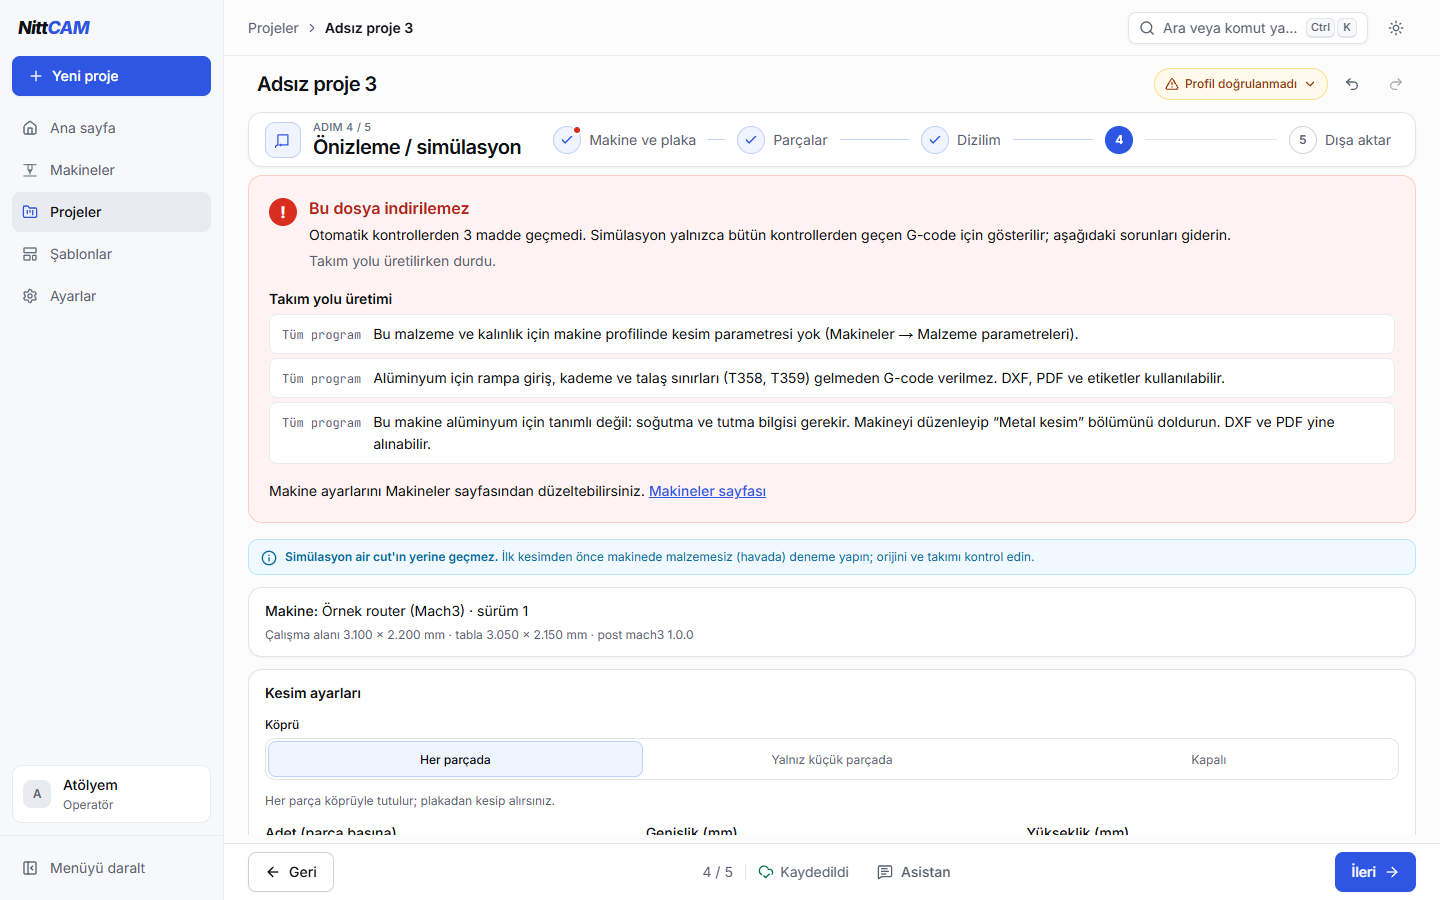 NittCAM
Projeler > Adsız proje 3
Ara veya komut ya... Ctrl K
Yeni proje
Ana sayfa
Makineler
Projeler
Şablonlar
Ayarlar
Adsız proje 3
Profil doğrulanmadı
ADIM 4 / 5
Önizleme / simülasyon
Makine ve plaka
Parçalar
Dizilim
4
5 Dışa aktar
! Bu dosya indirilemez
Otomatik kontrollerden 3 madde geçmedi. Simülasyon yalnızca bütün kontrollerden geçen G-code için gösterilir; aşağıdaki sorunları giderin.
Takım yolu üretilirken durdu.
Takım yolu üretimi
Tüm program Bu malzeme ve kalınlık için makine profilinde kesim parametresi yok (Makineler → Malzeme parametreleri).
Tüm program Alüminyum için rampa giriş, kademe ve talaş sınırları (T358, T359) gelmeden G-code verilmez. DXF, PDF ve etiketler kullanılabilir.
Tüm program Bu makine alüminyum için tanımlı değil: soğutma ve tutma bilgisi gerekir. Makineyi düzenleyip “Metal kesim” bölümünü doldurun. DXF ve PDF yine
alınabilir.
Makine ayarlarını Makineler sayfasından düzeltebilirsiniz. Makineler sayfası
Simülasyon air cut'ın yerine geçmez. İlk kesimden önce makinede malzemesiz (havada) deneme yapın; orijini ve takımı kontrol edin.
Makine: Örnek router (Mach3) · sürüm 1
Çalışma alanı 3.100 × 2.200 mm · tabla 3.050 × 2.150 mm · post mach3 1.0.0
Kesim ayarları
Köprü
Her parçada
Yalnız küçük parçada
Kapalı
Her parça köprüyle tutulur; plakadan kesip alırsınız.
Adet (parça başına)
Genişlik (mm)
Yükseklik (mm)
A
Atölyem
Operatör
Menüyü daralt
Geri
4 / 5
Kaydedildi
Asistan
İleri